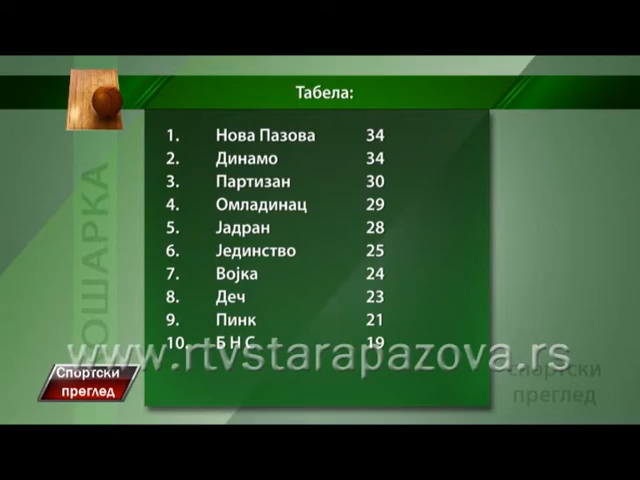 Табела:
1. Нова Пазова 34
2. Динамо 34
3. Партизан 30
4. Омладинац 29
5. Јадран 28
6. Јединство 25
7. Војка 24
8. Деч 23
9. Пинк 21
10. Б Н С 19
www.rtvstarapazova.rs
Спортски
преглед
спортски
преглед
ОШАРКА